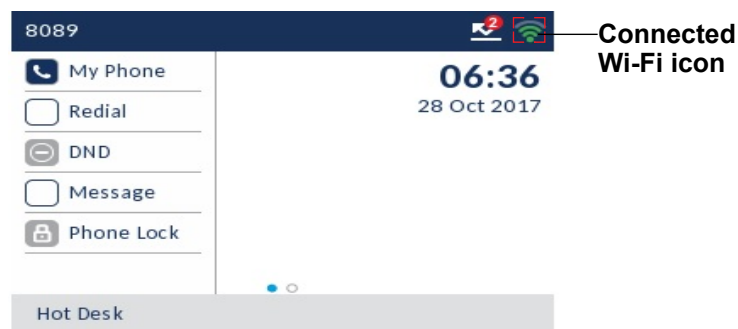 8089
2
Connected
Wi-Fi icon
My Phone
06:36
Redial
28 Oct 2017
DND
Message
Phone Lock
Hot Desk